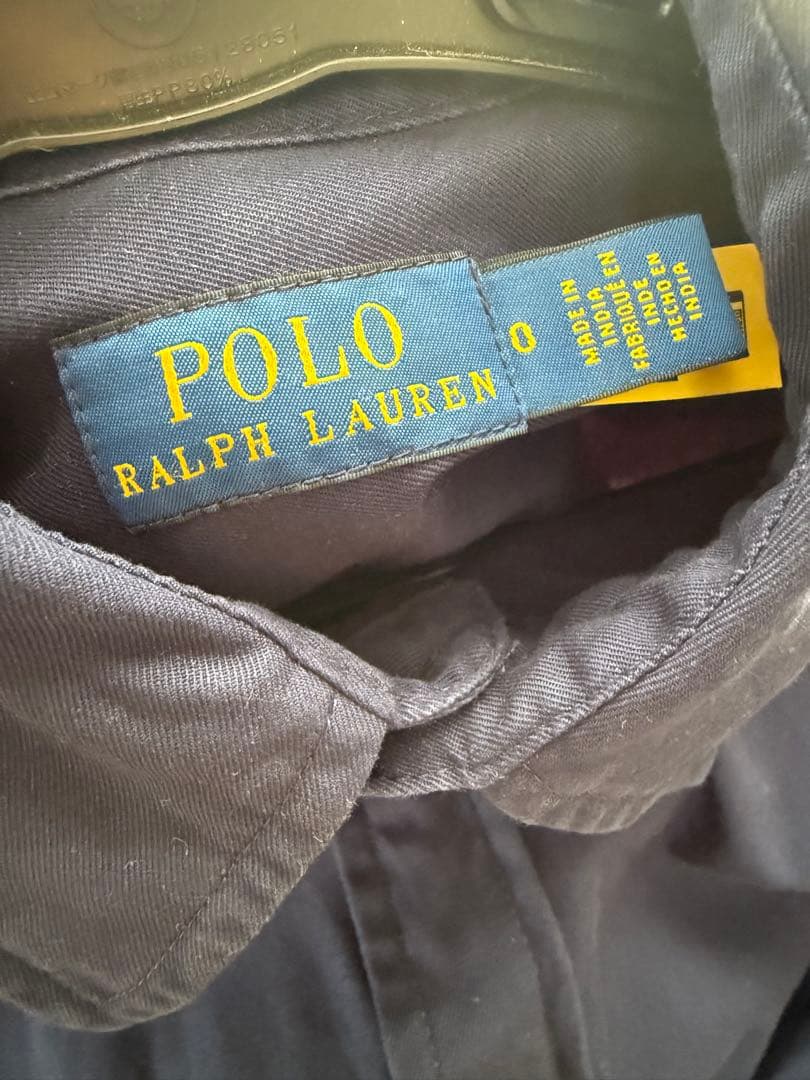 POLO
RALPH LAUREN
0
MADE IN
INDIA
FABRIQUÉ EN
INDE
HECHO EN
INDIA